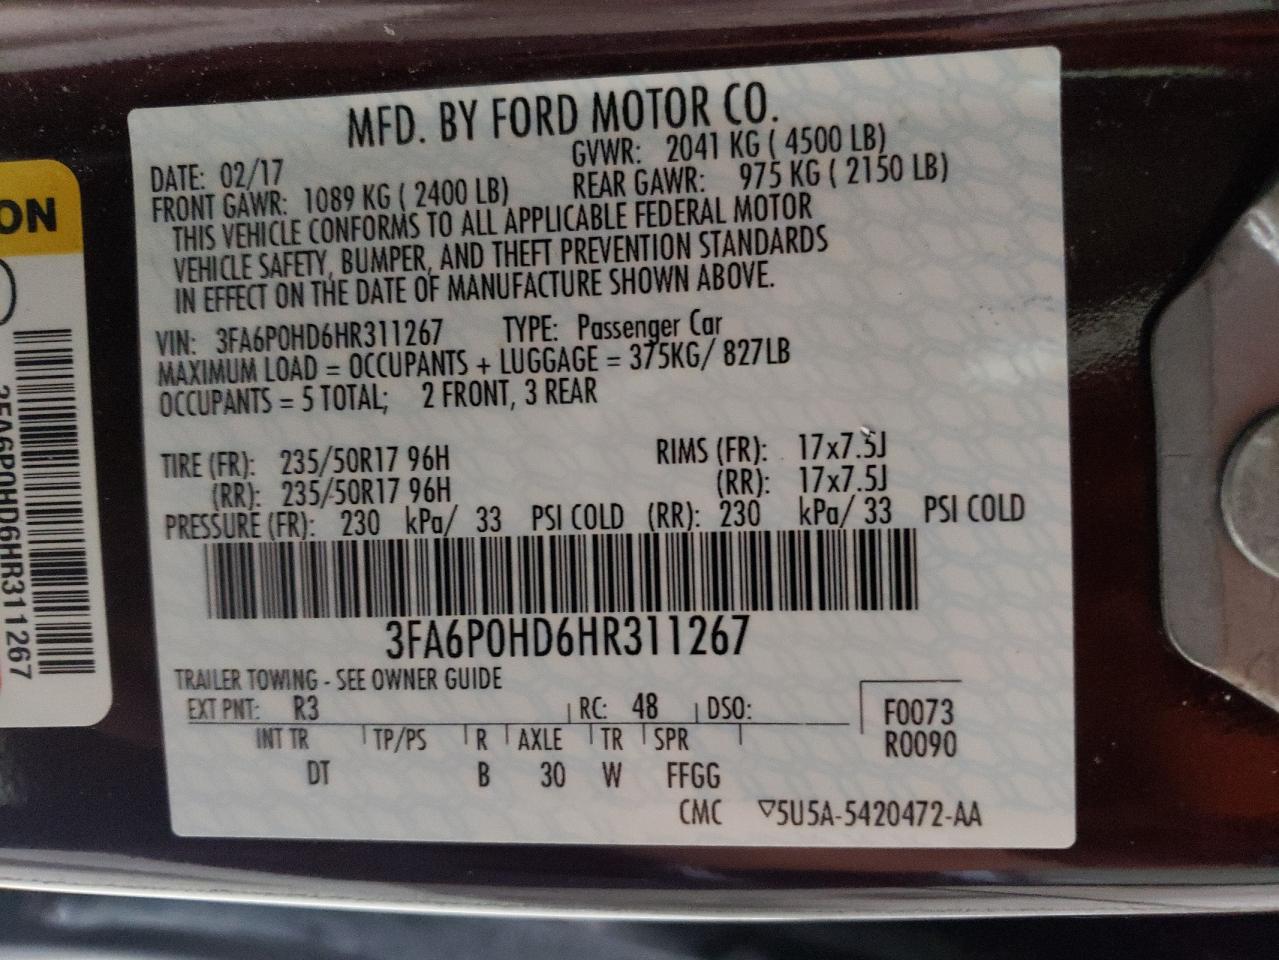 MFD. BY FORD MOTOR CO.
DATE: 02/17 GVWR: 2041 KG ( 4500 LB)
FRONT GAWR: 1089 KG ( 2400 LB) REAR GAWR: 975 KG ( 2150 LB)
THIS VEHICLE CONFORMS TO ALL APPLICABLE FEDERAL MOTOR
VEHICLE SAFETY, BUMPER, AND THEFT PREVENTION STANDARDS
IN EFFECT ON THE DATE OF MANUFACTURE SHOWN ABOVE.
VIN: 3FA6P0HD6HR311267 TYPE: Passenger Car
MAXIMUM LOAD = OCCUPANTS + LUGGAGE = 375KG/ 827LB
OCCUPANTS = 5 TOTAL; 2 FRONT, 3 REAR
TIRE (FR): 235/50R17 96H RIMS (FR): 17x7.5J
(RR): 235/50R17 96H (RR): 17x7.5J
PRESSURE (FR): 230 kPa/ 33 PSI COLD (RR): 230 kPa/ 33 PSI COLD
3FA6P0HD6HR311267
TRAILER TOWING - SEE OWNER GUIDE
EXT PNT: R3 RC: 48 DSO: F0073
INT TR TP/PS R AXLE TR SPR R0090
DT B 30 W FFGG
CMC ▽5U5A-5420472-AA
ON
3FA6P0HD6HR311267